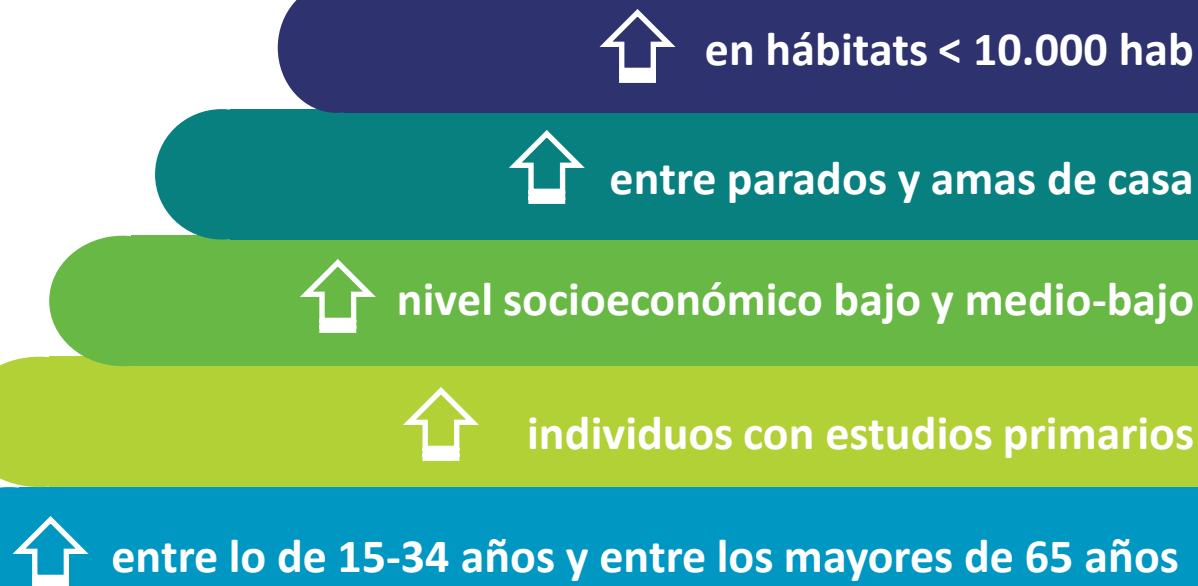 en hábitats < 10.000 hab
entre parados y amas de casa
nivel socioeconómico bajo y medio-bajo
individuos con estudios primarios
entre lo de 15-34 años y entre los mayores de 65 años